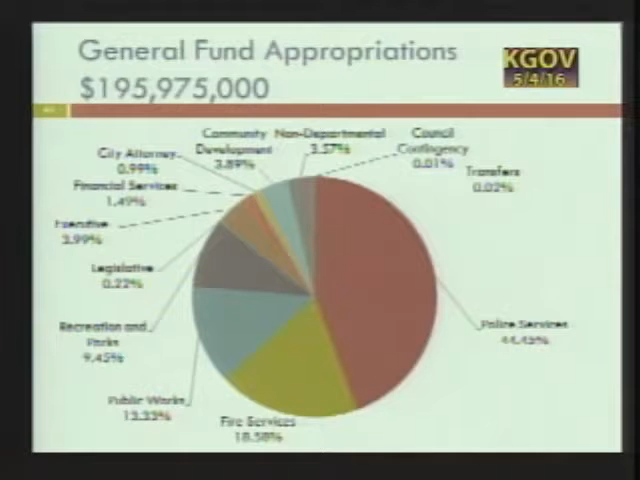 General Fund Appropriations
$195,975,000
KGOV
5/4/16
Community
Development
3.89%
Non-Departmental
3.57%
Council
Contingency
0.01%
Transfers
0.02%
City Attorney
0.99%
Financial Services
1.49%
Executive
3.99%
Legislative
0.22%
Recreation and
Parks
9.45%
Public Works
13.33%
Fire Services
18.58%
Police Services
44.45%